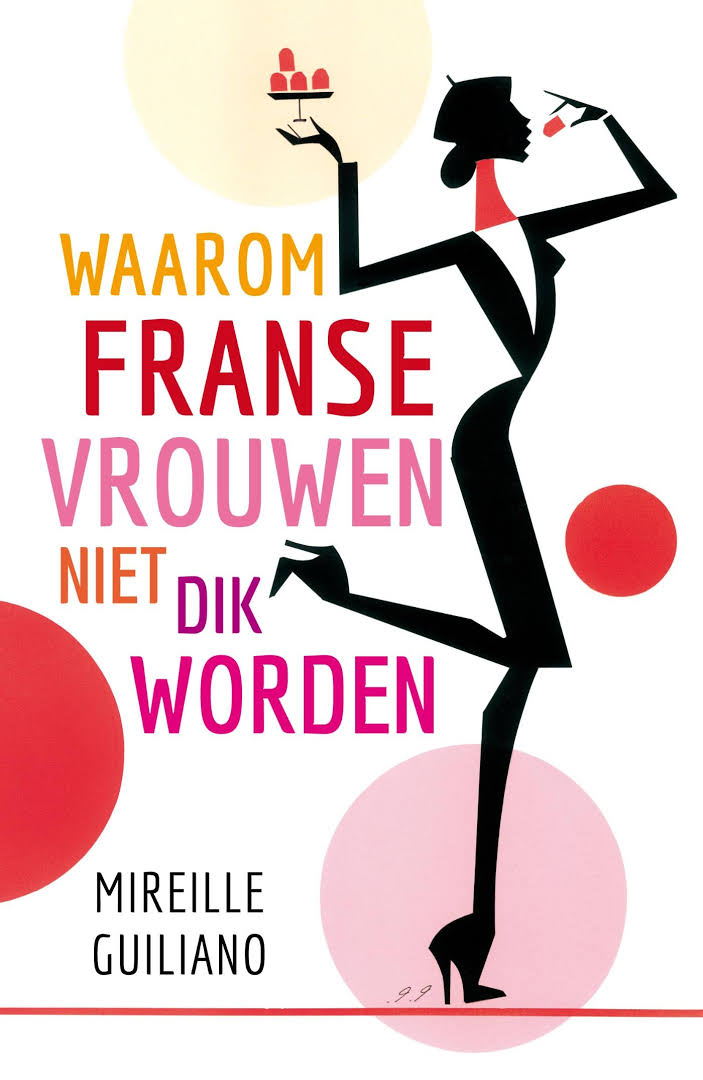 WAAROM
FRANSE
VROUWEN
NIET DIK
WORDEN
MIREILLE
GUILIANO